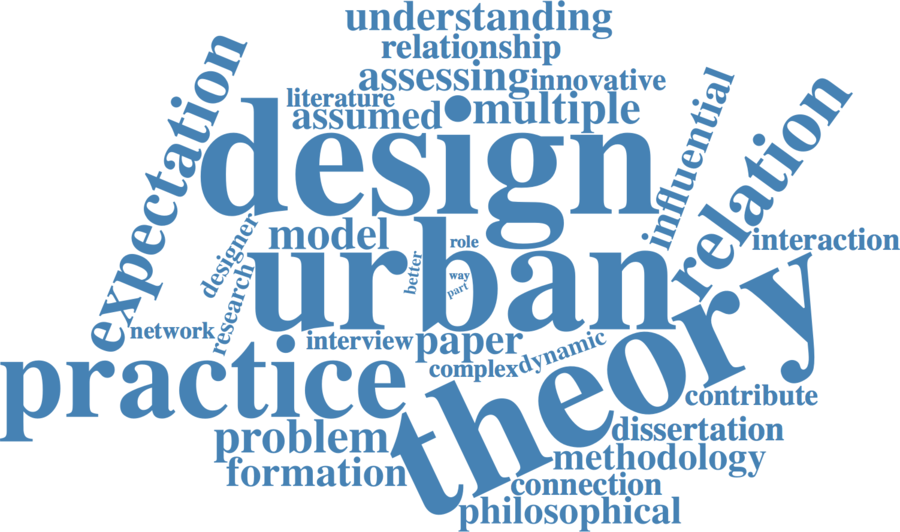 understanding
relationship
assessing
innovative
literature
assumed
multiple
expectation
design
influential
relation
designer
model
role
interaction
better
way
part
urban
research
network
interview
paper
theory
complex
dynamic
practice
contribute
problem
dissertation
formation
methodology
connection
philosophical